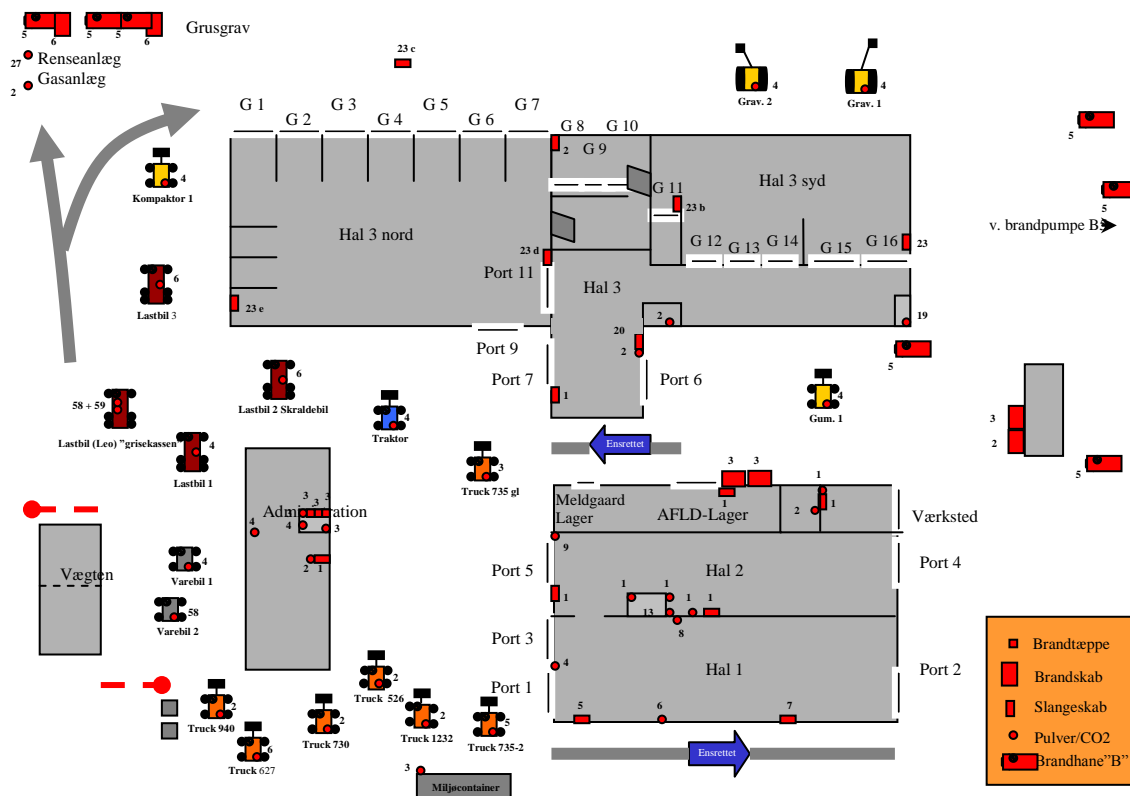 Grusgrav
5 6 5 5 6
27 Renseanlæg
2 Gasanlæg
23 c
G 1 G 2 G 3 G 4 G 5 G 6 G 7
G 8 G 10
2 G 9
4
Grav. 2
4
Grav. 1
5
5
v. brandpumpe B
5
4
Kompaktor 1
6
Lastbil 3
Hal 3 nord
23 e
23 d
Port 11
Hal 3
G 11
23 b
Hal 3 syd
G 12 G 13 G 14 G 15 G 16
23
19
2
20
2
Port 9
Port 7
1
Port 6
4
Gum. 1
3
2
5
58 + 59
Lastbil (Leo) "grisekassen"
6
Lastbil 2 Skraldebil
4
Traktor
4
Lastbil 1
3
Truck 735 gl
Ensrettet
3 3
Meldgaard
Lager
1
AFLD-Lager
1
1
2
Værksted
Administration
3 3 3 3
4 4 3
2 1
Vægten
4
Varebil 1
58
Varebil 2
9
Port 5
Hal 2
Port 4
1
1 1 1 1
13
8
Port 3
4
Hal 1
Port 1
Port 2
5 6 7
2
Truck 940
6
Truck 627
2
Truck 730
2
Truck 526
2
Truck 1232
5
Truck 735-2
Ensrettet
3
Miljøcontainer
Brandtæppe
Brandskab
Slangeskab
Pulver/CO2
Brandhane"B"